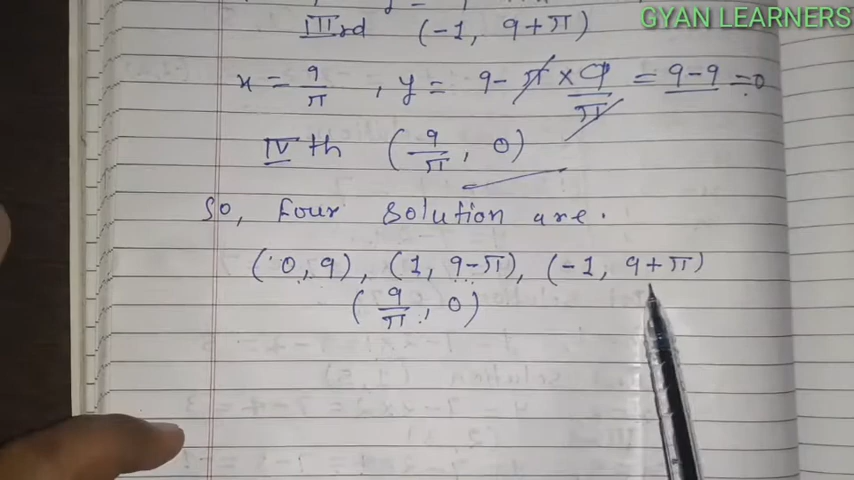 GYAN LEARNERS
IIIrd (-1, 9+π)
x = 9/π , y = 9-π × 9/π = 9-9 = 0
IVth (9/π, 0)
So, Four Solution are.
(0, 9), (1, 9-π), (-1, 9+π)
(9/π, 0)